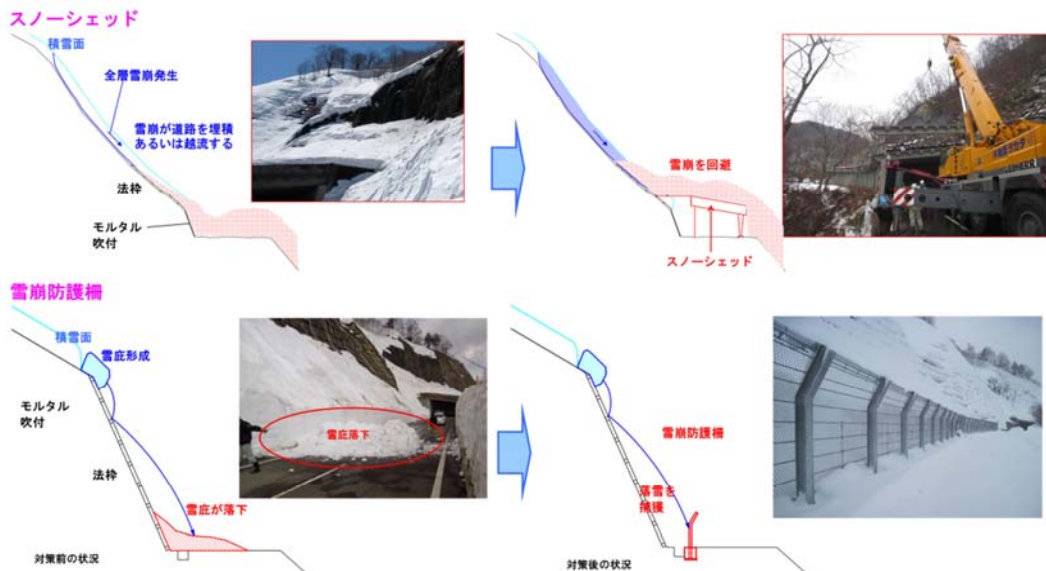 スノーシェッド
積雪面
全層雪崩発生
雪崩が道路を埋積
あるいは越流する
法枠
モルタル
吹付
雪崩を回避
スノーシェッド
雪崩防護柵
積雪面
雪庇形成
モルタル
吹付
法枠
雪庇落下
雪庇が落下
対策前の状況
雪崩防護柵
落雪を
捕護
対策後の状況